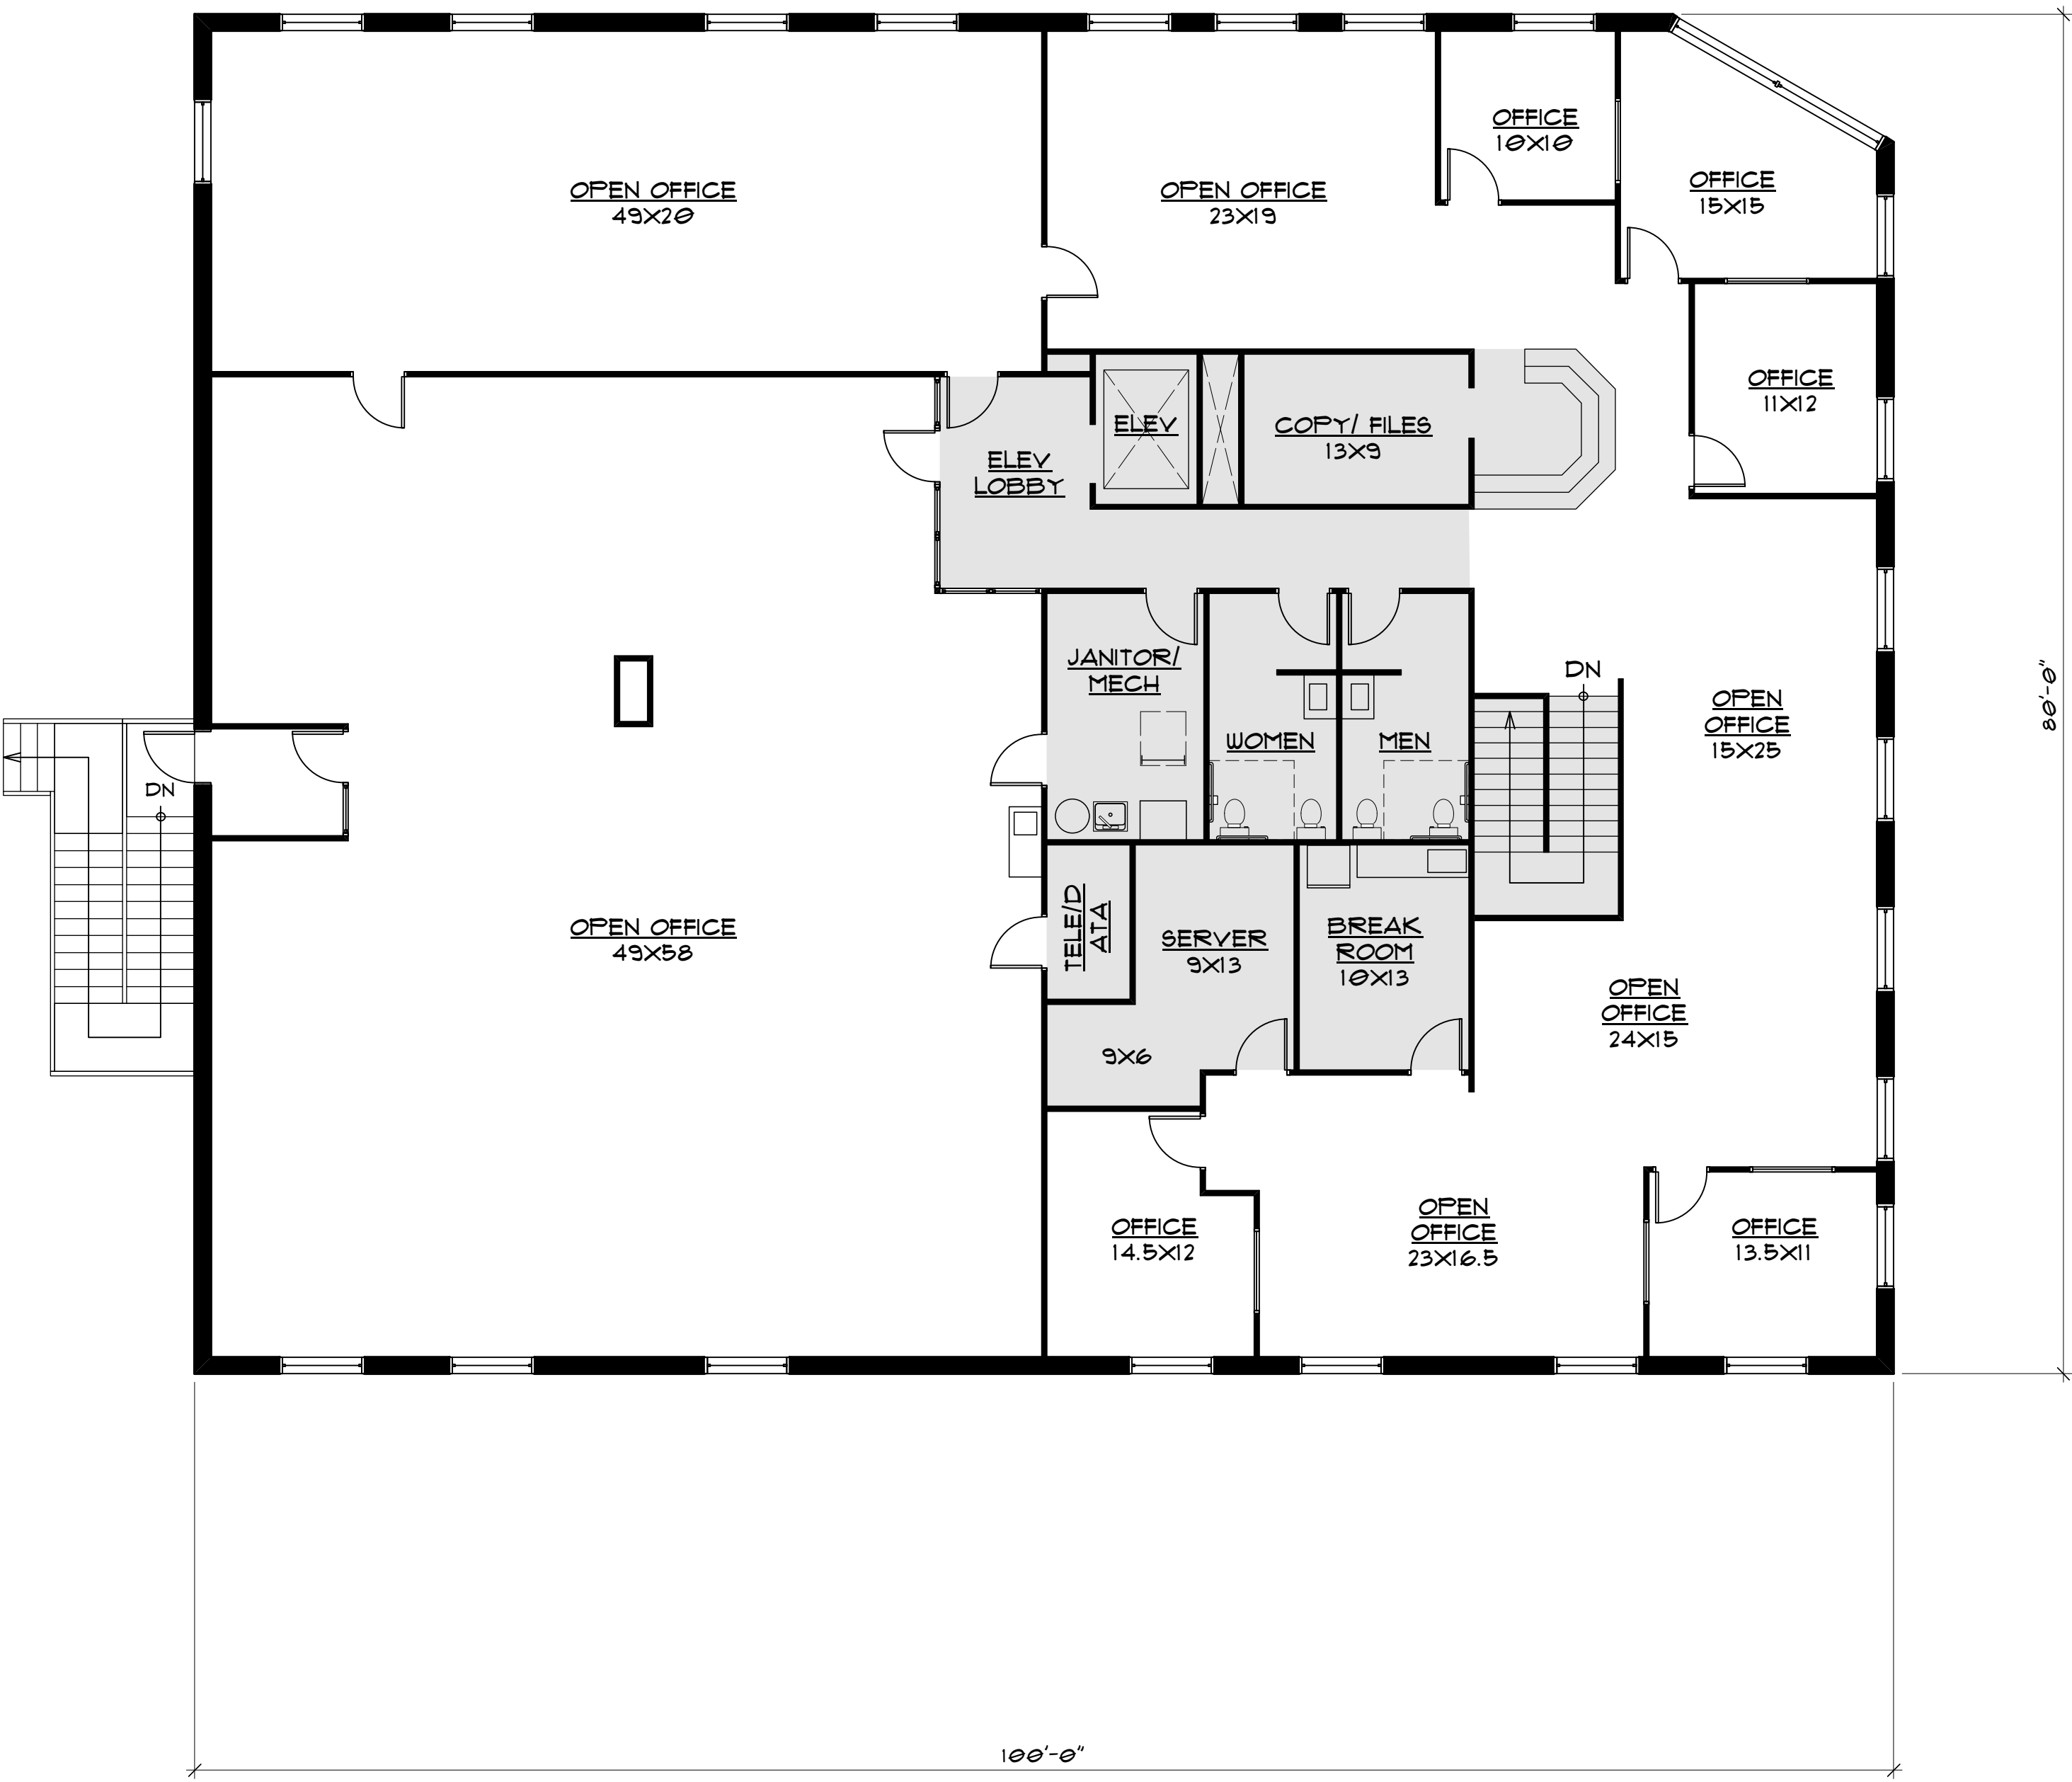 OFFICE
10X10
OPEN OFFICE
49X20
OPEN OFFICE
23X19
OFFICE
15X15
OFFICE
11X12
ELEV
COPY/ FILES
13X9
ELEV
LOBBY
JANITOR/
MECH
WOMEN
MEN
DN
OPEN
OFFICE
15X25
80'-0"
DN
OPEN OFFICE
49X58
TELE/D
ATA
SERVER
9X13
BREAK
ROOM
10X13
OPEN
OFFICE
24X15
9X6
OFFICE
14.5X12
OPEN
OFFICE
23X16.5
OFFICE
13.5X11
100'-0"